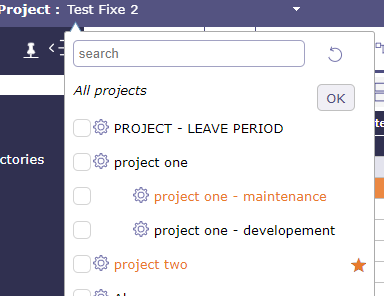 Project : Test Fixe 2
search
All projects
OK
PROJECT - LEAVE PERIOD
project one
ctories
project one - maintenance
project one - developement
project two